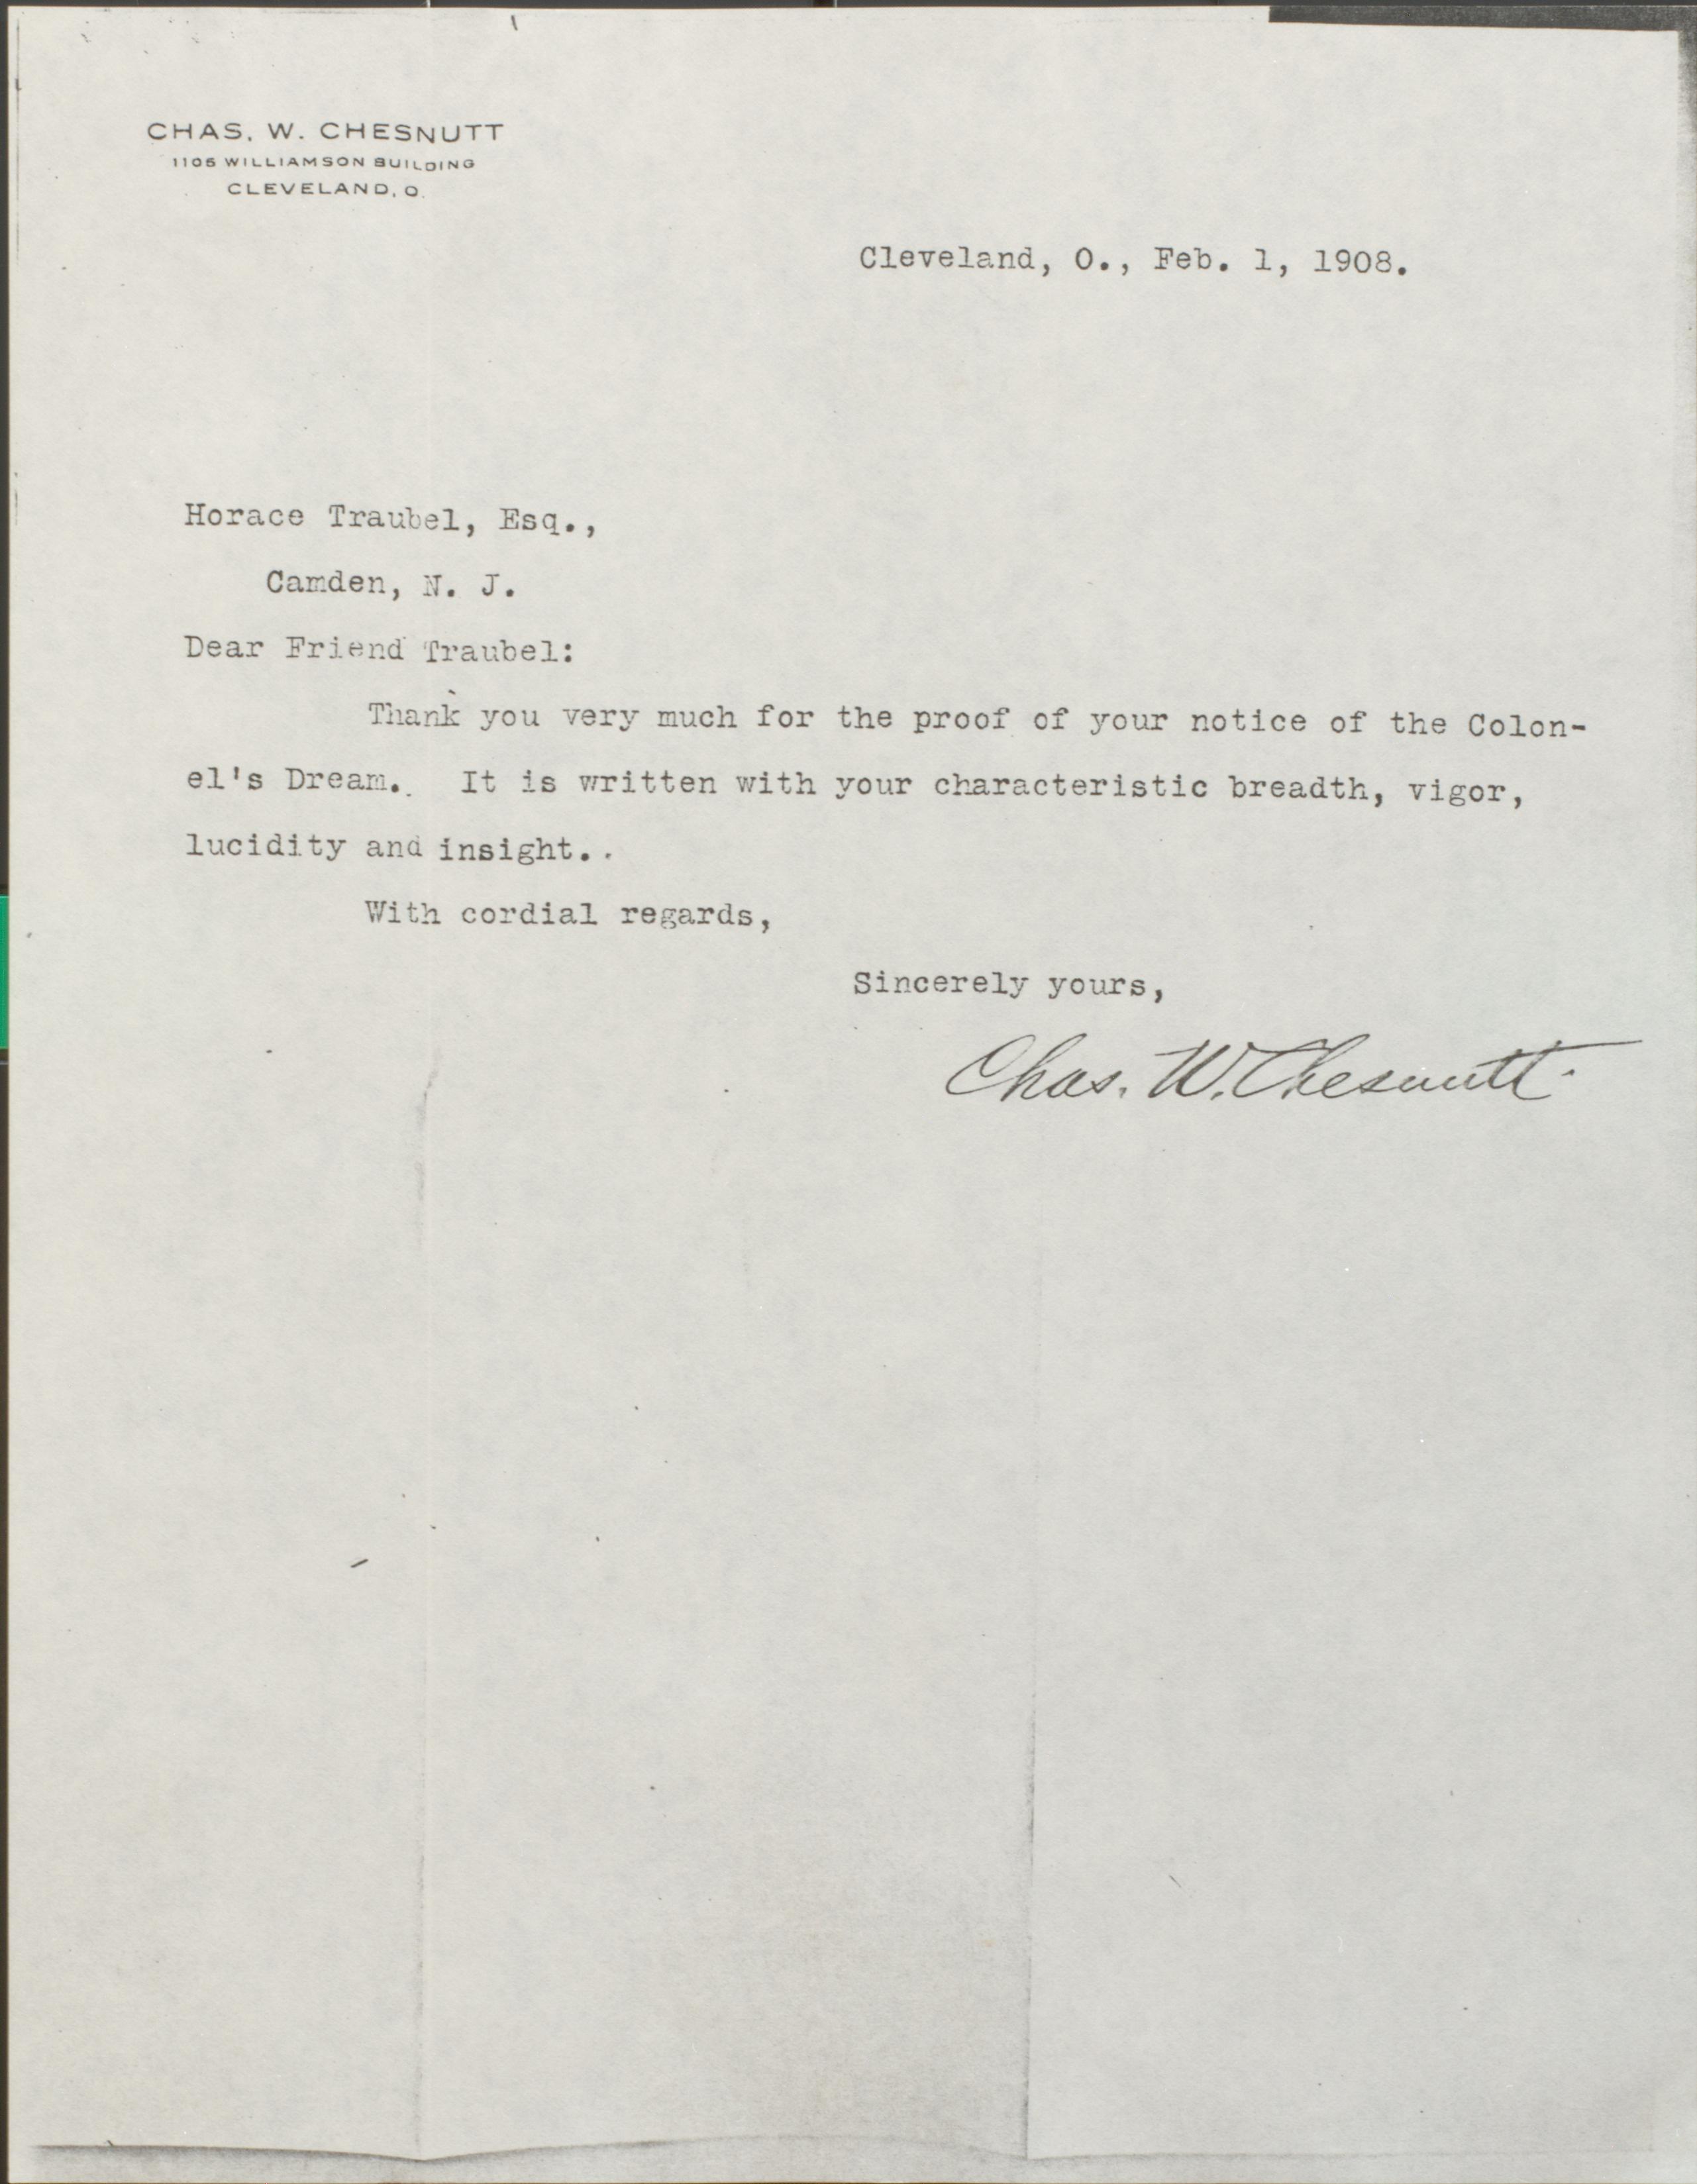 CHAS. W. CHESNUTT
1105 WILLIAMSON BUILDING
CLEVELAND, O.
Cleveland, O., Feb. 1, 1908.
Horace Traubel, Esq.,
Camden, N. J.
Dear Friend Traubel:
Thank you very much for the proof of your notice of the Colon-
el's Dream. It is written with your characteristic breadth, vigor,
lucidity and insight..
With cordial regards,
Sincerely yours,
Chas. W. Chesnutt.